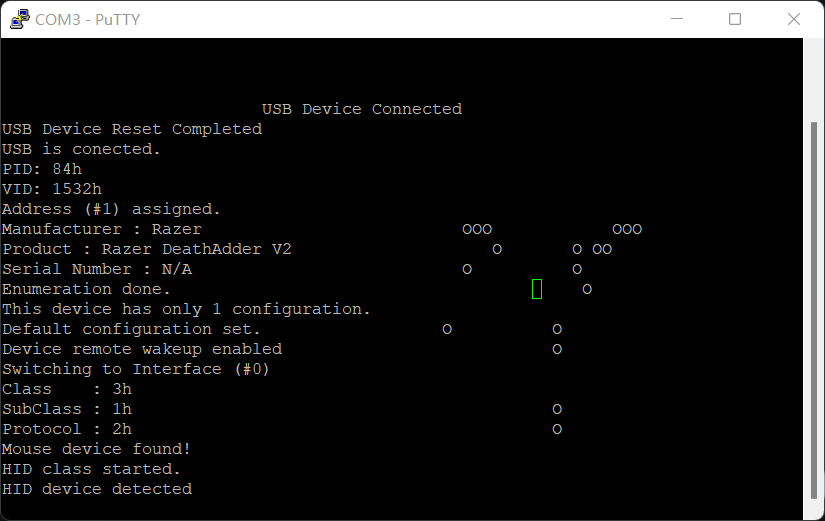 COM3 - PuTTY
USB Device Connected
USB Device Reset Completed
USB is conected.
PID: 84h
VID: 1532h
Address (#1) assigned.
Manufacturer : Razer ooo ooo
Product : Razer DeathAdder V2 o o oo
Serial Number : N/A o o
Enumeration done. o
This device has only 1 configuration.
Default configuration set. o o
Device remote wakeup enabled o
Switching to Interface (#0)
Class : 3h
SubClass : 1h o
Protocol : 2h o
Mouse device found!
HID class started.
HID device detected